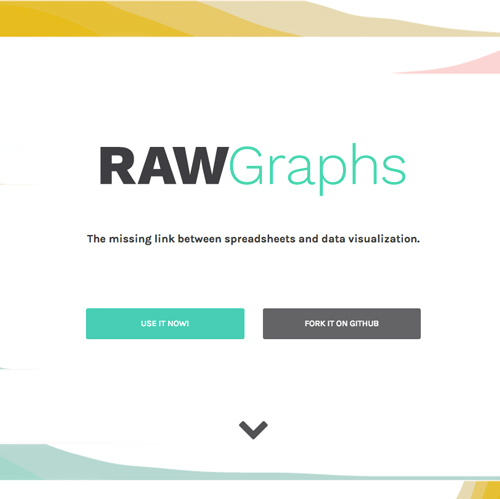 RAWGraphs
The missing link between spreadsheets and data visualization.
USE IT NOW!
FORK IT ON GITHUB